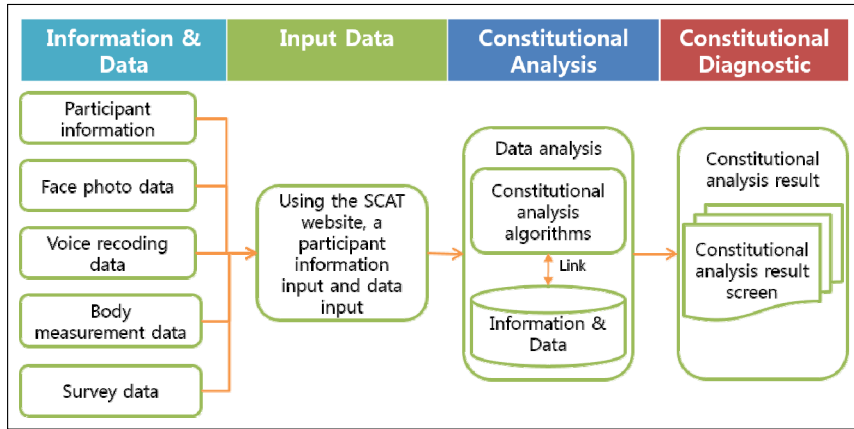 Information &
Data
Input Data
Constitutional
Analysis
Constitutional
Diagnostic
Participant
information
Face photo data
Voice recoding
data
Body
measurement data
Survey data
Using the SCAT
website, a
participant
information
input and data
input
Data analysis
Constitutional
analysis
algorithms
Link
Information &
Data
Constitutional
analysis result
Constitutional
analysis result
screen